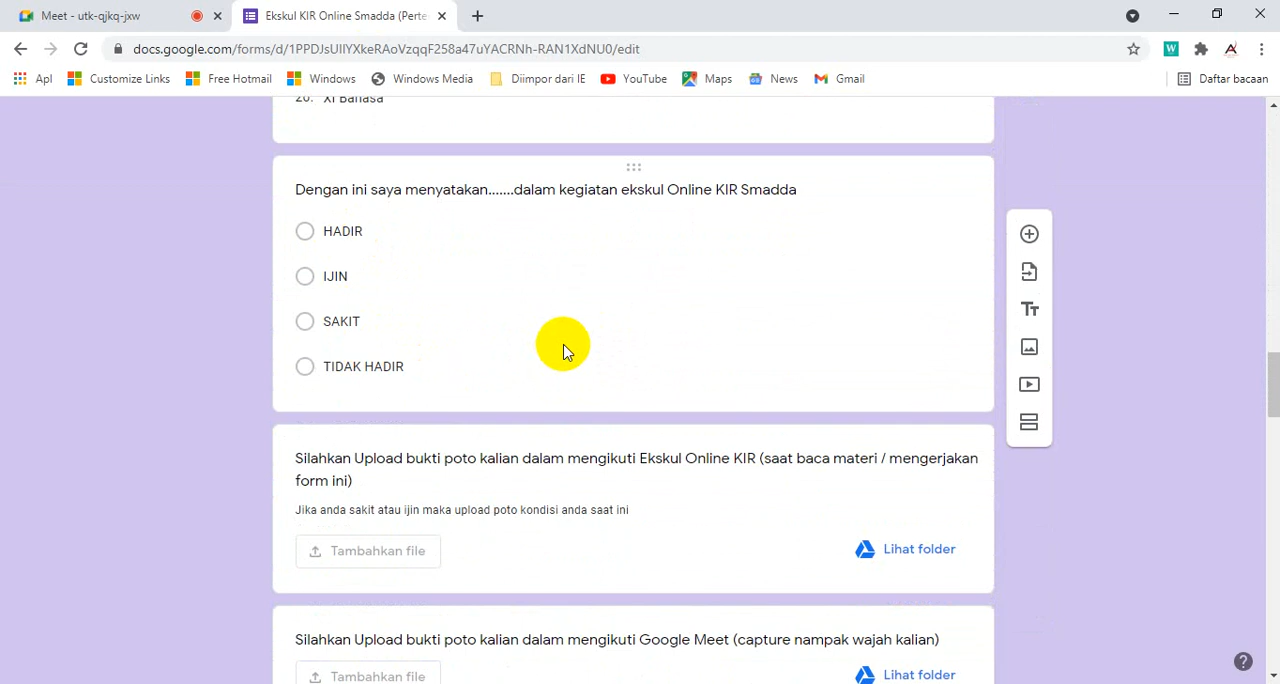 Meet - utk-qjkq-jxw
Ekskul KIR Online Smadda (Perte
docs.google.com/forms/d/1PPDJsUIlYXkeRAoVzqqF258a47uYACRNh-RAN1XdNU0/edit
Apl
Customize Links
Free Hotmail
Windows
Windows Media
Diimpor dari IE
YouTube
Maps
News
Gmail
Daftar bacaan
20. XI Bahasa
Dengan ini saya menyatakan.......dalam kegiatan ekskul Online KIR Smadda
HADIR
IJIN
SAKIT
TIDAK HADIR
Silahkan Upload bukti poto kalian dalam mengikuti Ekskul Online KIR (saat baca materi / mengerjakan
form ini)
Jika anda sakit atau ijin maka upload poto kondisi anda saat ini
Tambahkan file
Lihat folder
Silahkan Upload bukti poto kalian dalam mengikuti Google Meet (capture nampak wajah kalian)
Tambahkan file
Lihat folder